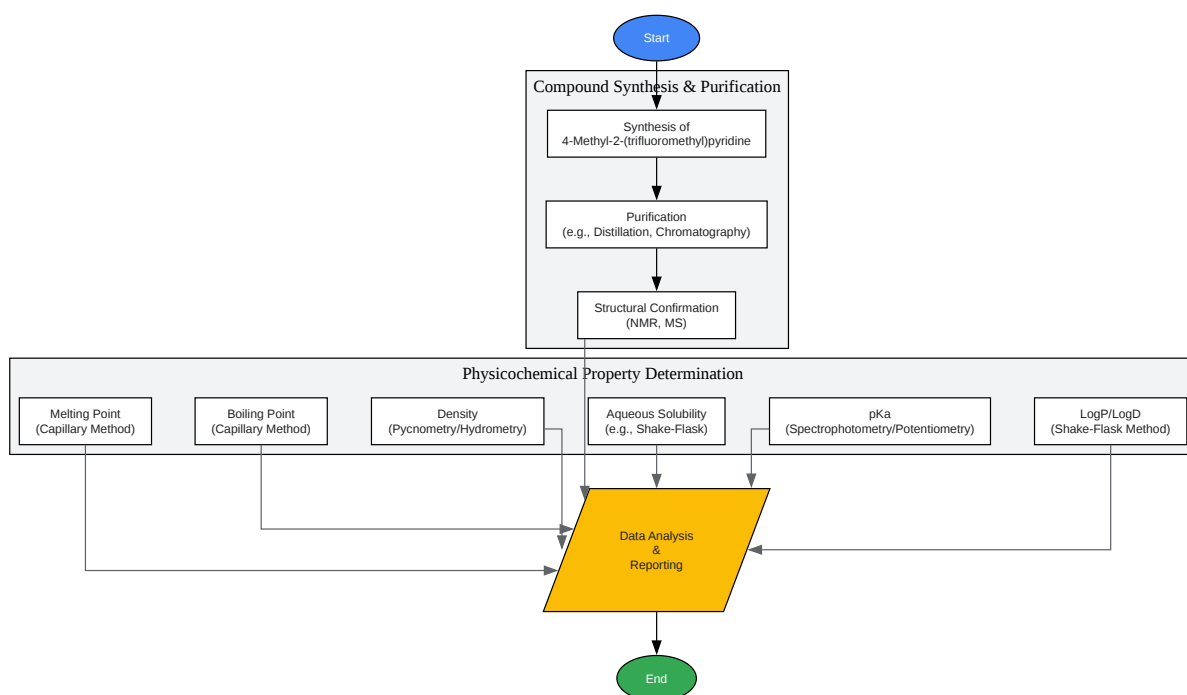 Start
Compound Synthesis & Purification
Synthesis of
4-Methyl-2-(trifluoromethyl)pyridine
Purification
(e.g., Distillation, Chromatography)
Structural Confirmation
(NMR, MS)
Physicochemical Property Determination
Melting Point
(Capillary Method)
Boiling Point
(Capillary Method)
Density
(Pycnometry/Hydrometry)
Aqueous Solubility
(e.g., Shake-Flask)
pKa
(Spectrophotometry/Potentiometry)
LogP/LogD
(Shake-Flask Method)
Data Analysis
&
Reporting
End